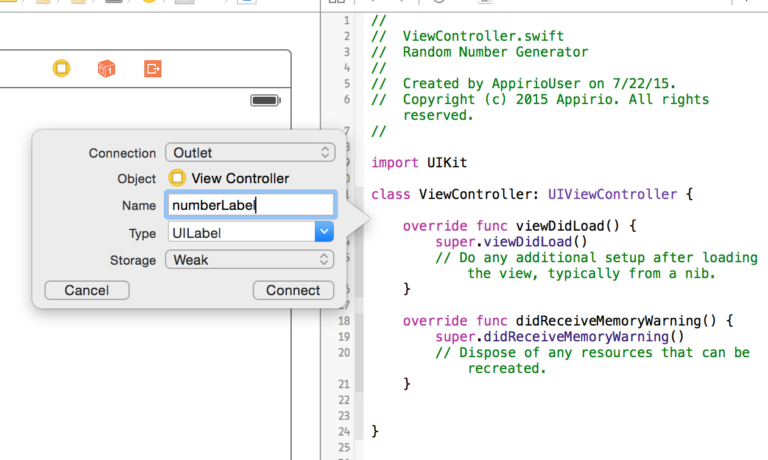 Connection Outlet
Object View Controller
Name numberLabel
Type UILabel
Storage Weak
Cancel Connect
1 //
2 //  ViewController.swift
3 //  Random Number Generator
4 //
5 //  Created by AppirioUser on 7/22/15.
6 //  Copyright (c) 2015 Appirio. All rights
reserved.
7 //
import UIKit
class ViewController: UIViewController {
override func viewDidLoad() {
super.viewDidLoad()
// Do any additional setup after loading
the view, typically from a nib.
}
18 override func didReceiveMemoryWarning() {
19 super.didReceiveMemoryWarning()
20 // Dispose of any resources that can be
recreated.
21 }
22
23
24 }
25